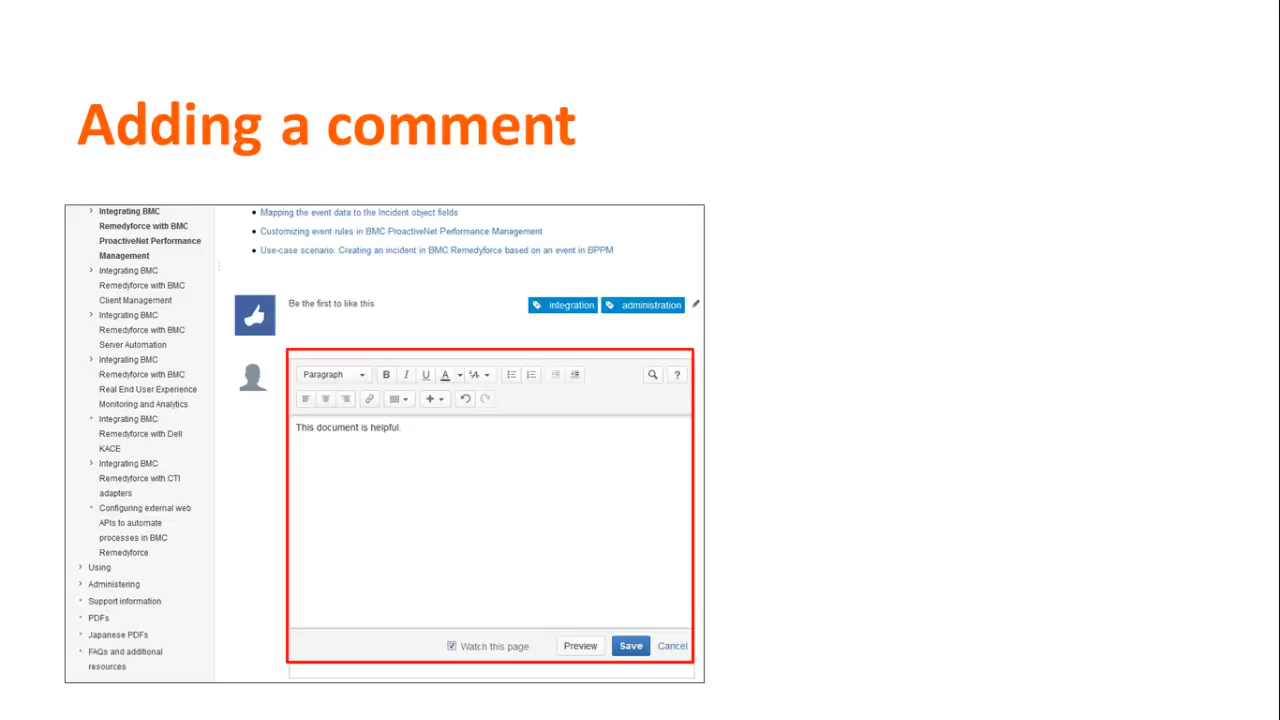 Adding a comment
Integrating BMC
Remedyforce with BMC
ProactiveNet Performance
Management
Integrating BMC
Remedyforce with BMC
Client Management
Integrating BMC
Remedyforce with BMC
Server Automation
Integrating BMC
Remedyforce with BMC
Real End User Experience
Monitoring and Analytics
Integrating BMC
Remedyforce with Dell
KACE
Integrating BMC
Remedyforce with CTI
adapters
Configuring external web
APIs to automate
processes in BMC
Remedyforce
Using
Administering
Support information
PDFs
Japanese PDFs
FAQs and additional
resources
Mapping the event data to the Incident object fields
Customizing event rules in BMC ProactiveNet Performance Management
Use-case scenario. Creating an incident in BMC Remedyforce based on an event in BPPM
Be the first to like this
integration administration
Paragraph B I U A A ?
This document is helpful.
Watch this page Preview Save Cancel